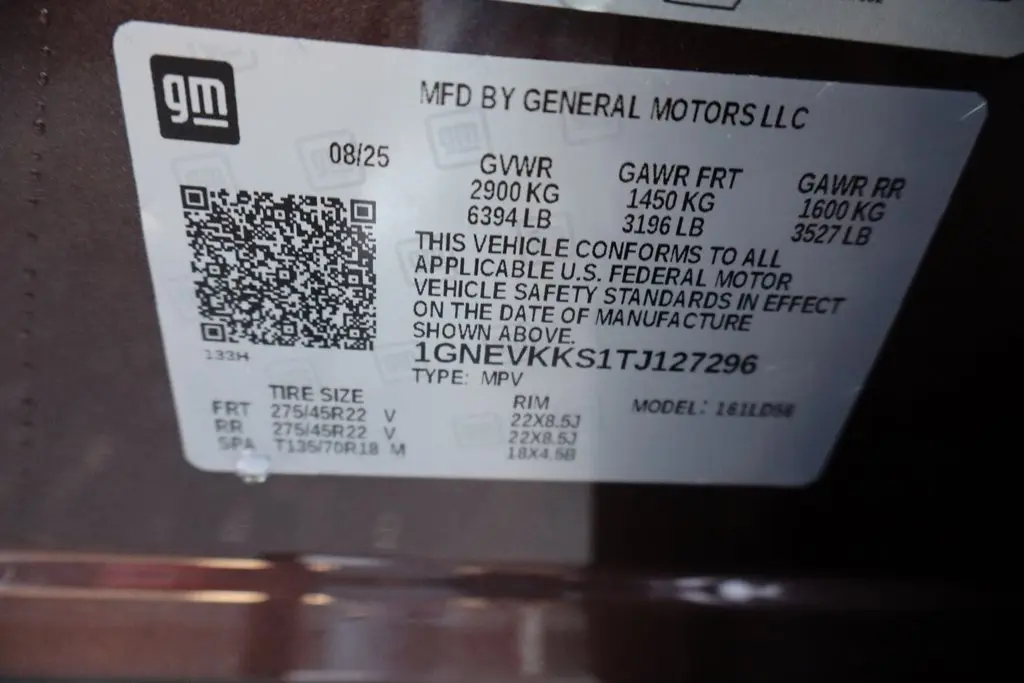 gm
MFD BY GENERAL MOTORS LLC
08/25
GVWR GAWR FRT GAWR RR
2900 KG 1450 KG 1600 KG
6394 LB 3196 LB 3527 LB
THIS VEHICLE CONFORMS TO ALL
APPLICABLE U.S. FEDERAL MOTOR
VEHICLE SAFETY STANDARDS IN EFFECT
ON THE DATE OF MANUFACTURE
SHOWN ABOVE.
133H
1GNEVKKS1TJ127296
TYPE: MPV
TIRE SIZE RIM MODEL:
FRT 275/45R22 V 22X8.5J
RR 275/45R22 V 22X8.5J
SPA T135/70R18 M 18X4.5B